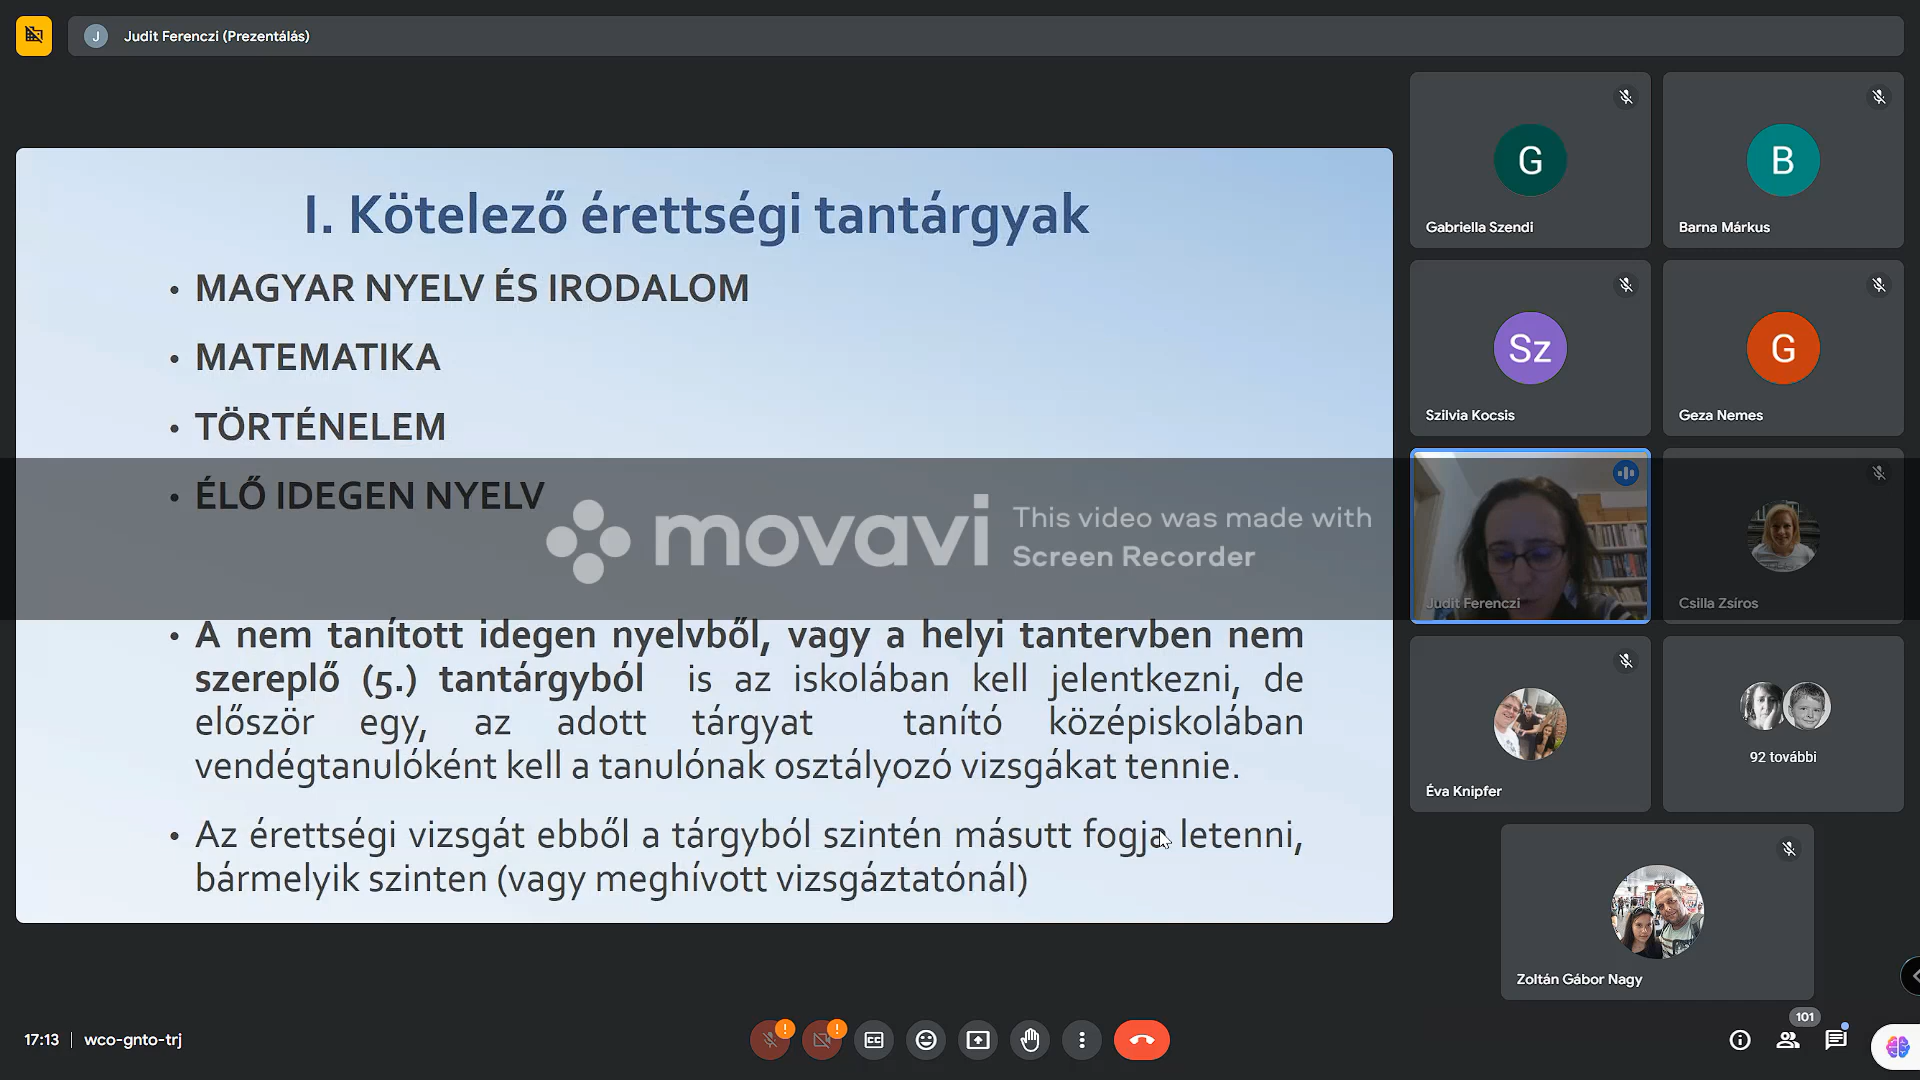 J Judit Ferenczi (Prezentálás)
I. Kötelező érettségi tantárgyak
• MAGYAR NYELV ÉS IRODALOM
• MATEMATIKA
• TÖRTÉNELEM
• ÉLŐ IDEGEN NYELV
movavi
This video was made with
Screen Recorder
• A nem tanított idegen nyelvből, vagy a helyi tantervben nem
szereplő (5.) tantárgyból is az iskolában kell jelentkezni, de
először egy, az adott tárgyat tanító középiskolában
vendégtanulóként kell a tanulónak osztályozó vizsgákat tennie.
• Az érettségi vizsgát ebből a tárgyból szintén másutt fogja letenni,
bármelyik szinten (vagy meghívott vizsgáztatónál)
G
Gabriella Szendi
B
Barna Márkus
Sz
Szilvia Kocsis
G
Geza Nemes
Judit Ferenczi
Csilla Zsíros
Éva Knipfer
92 további
Zoltán Gábor Nagy
17:13 | wco-gnto-trj
101